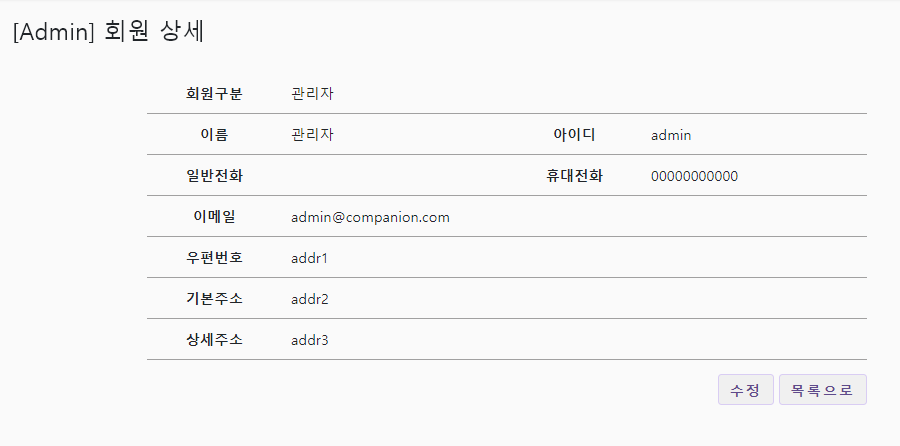 [Admin] 회원 상세
회원구분 관리자
이름 관리자 아이디 admin
일반전화 휴대전화 00000000000
이메일 admin@companion.com
우편번호 addr1
기본주소 addr2
상세주소 addr3
수정 목록으로